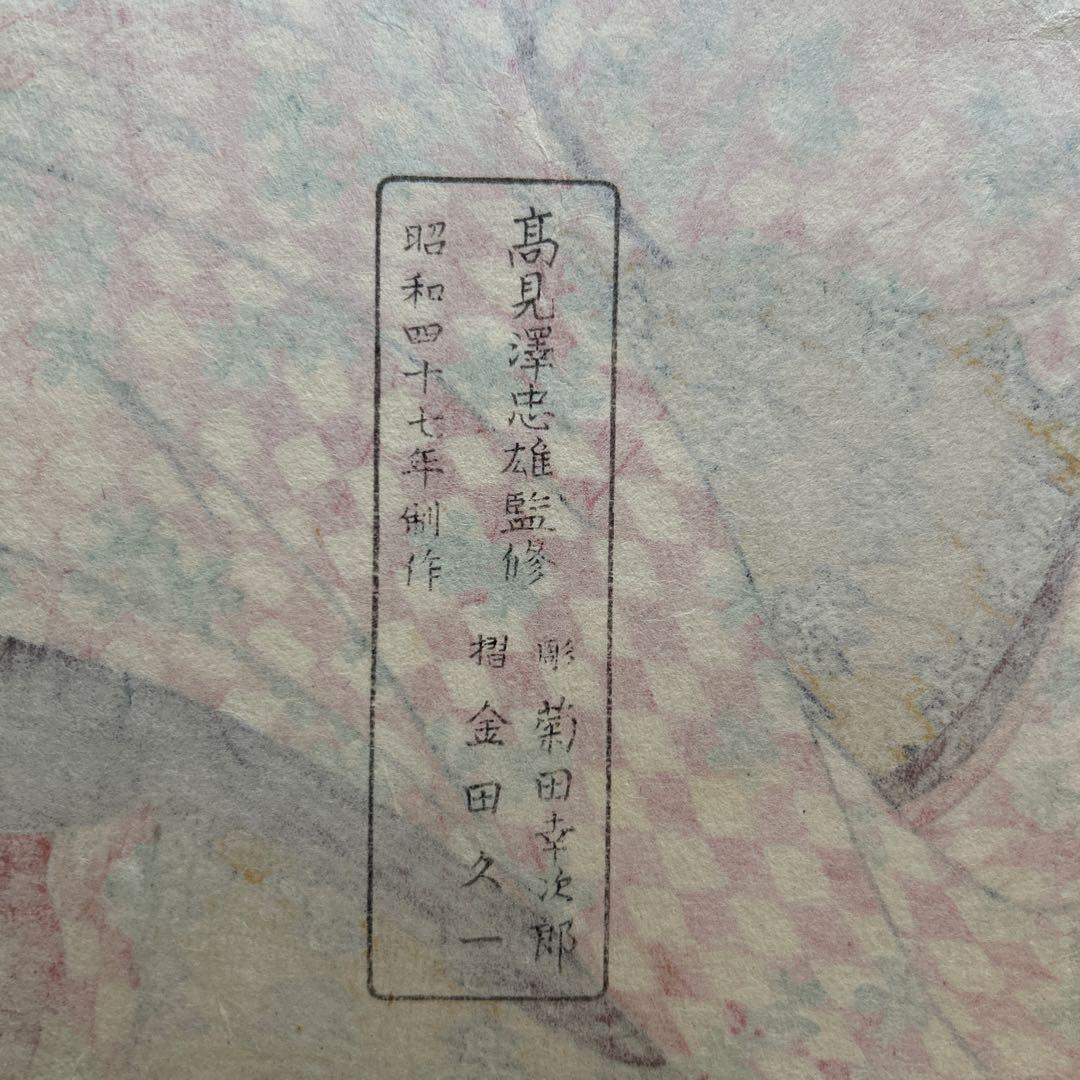 髙見澤忠雄監修
彫 菊田幸次郎
摺 金田久一
昭和四十七年制作